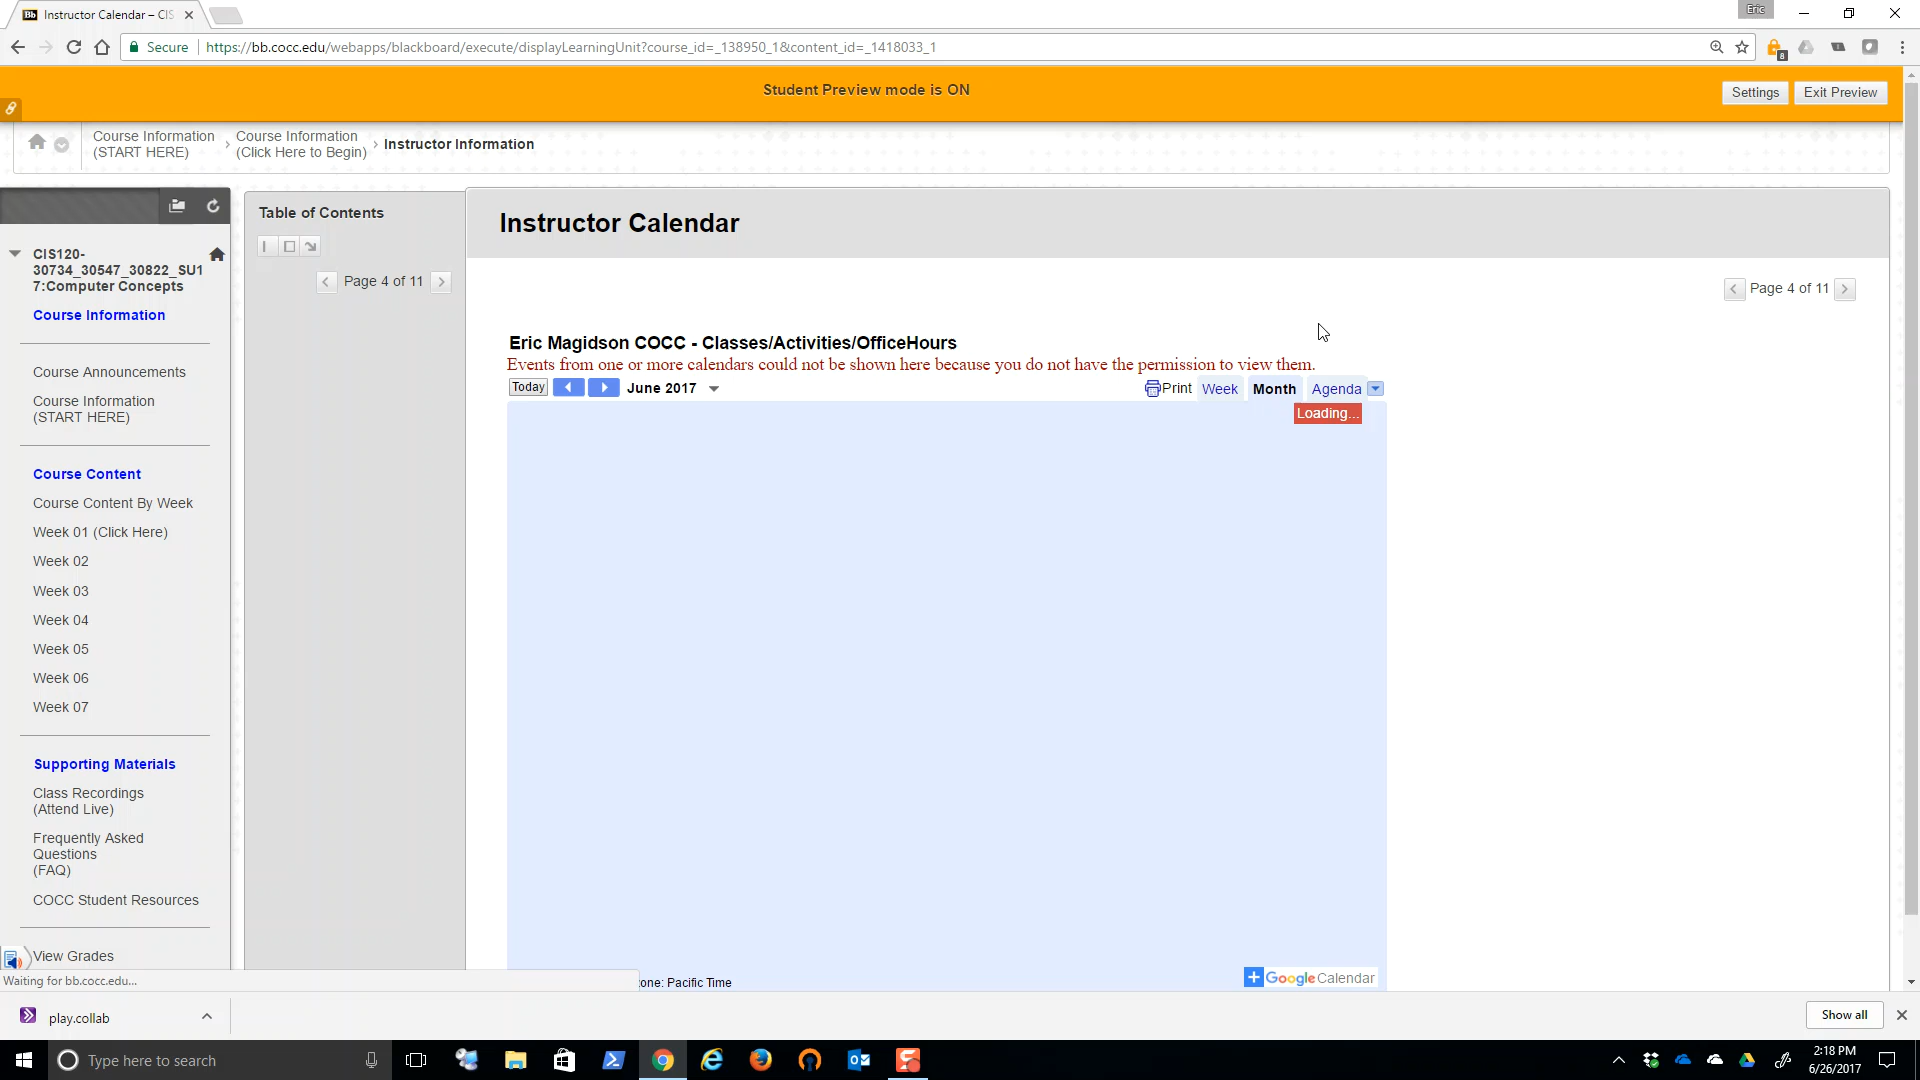 Instructor Calendar – CIS
Eric
Secure
https://bb.cocc.edu/webapps/blackboard/execute/displayLearningUnit?course_id=_138950_1&content_id=_1418033_1
8
Student Preview mode is ON
Settings
Exit Preview
Course Information
(START HERE)
Course Information
(Click Here to Begin)
Instructor Information
CIS120-
30734_30547_30822_SU1
7:Computer Concepts
Course Information
Course Announcements
Course Information
(START HERE)
Course Content
Course Content By Week
Week 01 (Click Here)
Week 02
Week 03
Week 04
Week 05
Week 06
Week 07
Supporting Materials
Class Recordings
(Attend Live)
Frequently Asked
Questions
(FAQ)
COCC Student Resources
View Grades
Waiting for bb.cocc.edu...
Table of Contents
Page 4 of 11
Instructor Calendar
Page 4 of 11
Eric Magidson COCC - Classes/Activities/OfficeHours
Events from one or more calendars could not be shown here because you do not have the permission to view them.
Today
June 2017
Print
Week
Month
Agenda
Loading...
one: Pacific Time
Google Calendar
play.collab
Show all
Type here to search
2:18 PM
6/26/2017